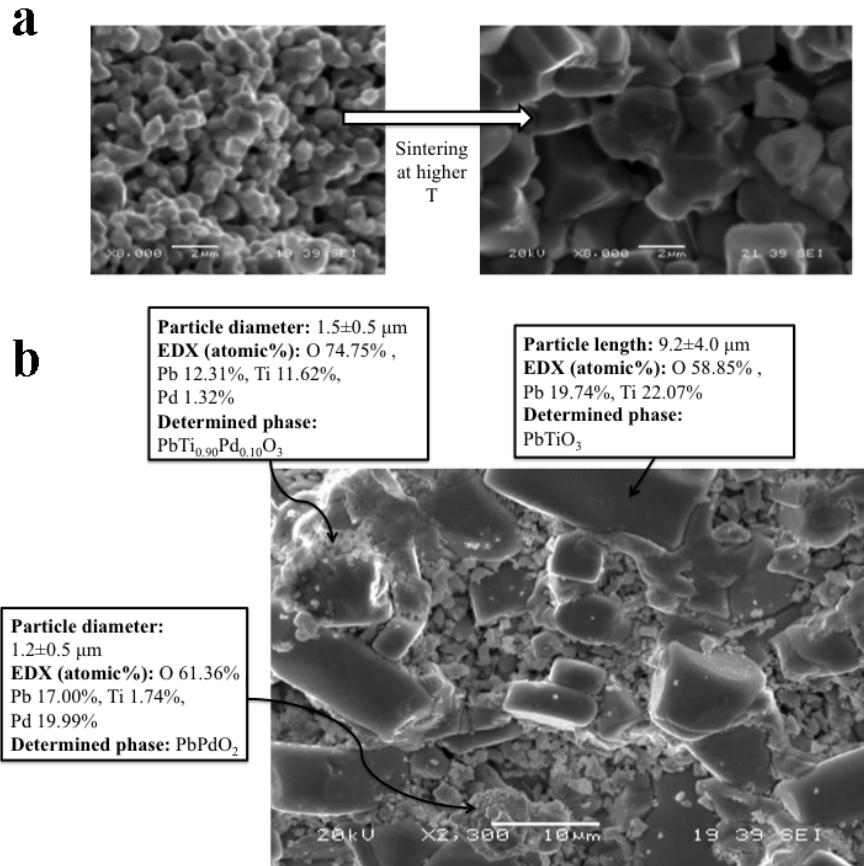 a
Sintering
at higher
T
X8,000 2μm 19 39 SEI
20kV X8,000 2μm 21 39 SEI
b
Particle diameter: 1.5±0.5 μm
EDX (atomic%): O 74.75% ,
Pb 12.31%, Ti 11.62%,
Pd 1.32%
Determined phase:
PbTi₀.₉₀Pd₀.₁₀O₃
Particle length: 9.2±4.0 μm
EDX (atomic%): O 58.85% ,
Pb 19.74%, Ti 22.07%
Determined phase:
PbTiO₃
Particle diameter:
1.2±0.5 μm
EDX (atomic%): O 61.36%
Pb 17.00%, Ti 1.74%,
Pd 19.99%
Determined phase: PbPdO₂
20kV X2,300 10μm 19 39 SEI